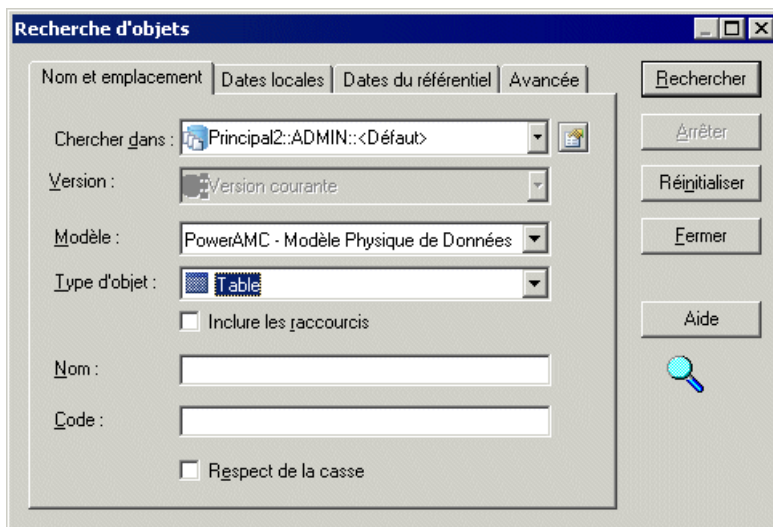 Recherche d'objets
Nom et emplacement Dates locales Dates du référentiel Avancée
Rechercher
Chercher dans : Principal2::ADMIN::<Défaut>
Arrêter
Version : Version courante
Réinitialiser
Modèle : PowerAMC - Modèle Physique de Données
Fermer
Type d'objet : Table
Inclure les raccourcis
Aide
Nom :
Code :
Respect de la casse